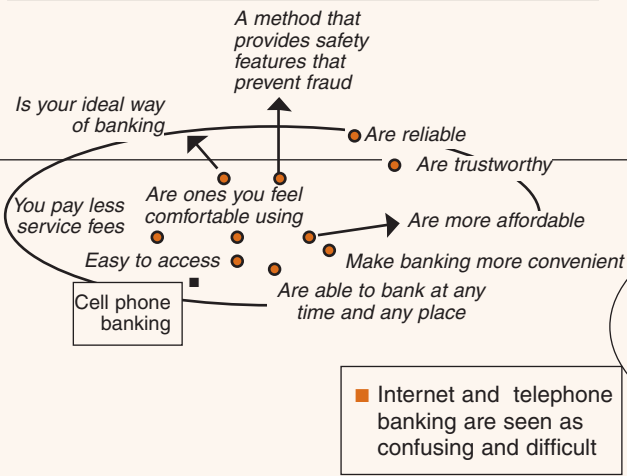 A method that
provides safety
features that
prevent fraud
Is your ideal way
of banking
Are reliable
Are trustworthy
You pay less
service fees
Are ones you feel
comfortable using
Are more affordable
Easy to access
Make banking more convenient
Are able to bank at any
time and any place
Cell phone
banking
Internet and telephone
banking are seen as
confusing and difficult